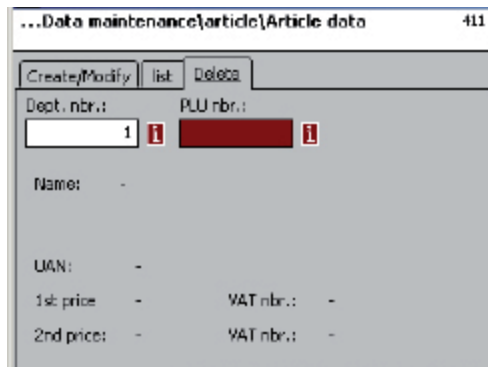 ...Data maintenance\article\Article data 411
Create/Modify list Delete
Dept. nbr.: PLU nbr.:
1 i i
Name: -
UAN: -
1st price - VAT nbr.: -
2nd price: - VAT nbr.: -